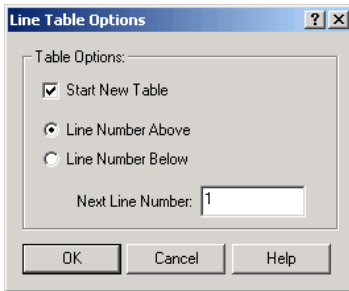 Line Table Options
Table Options:
Start New Table
Line Number Above
Line Number Below
Next Line Number: 1
OK Cancel Help